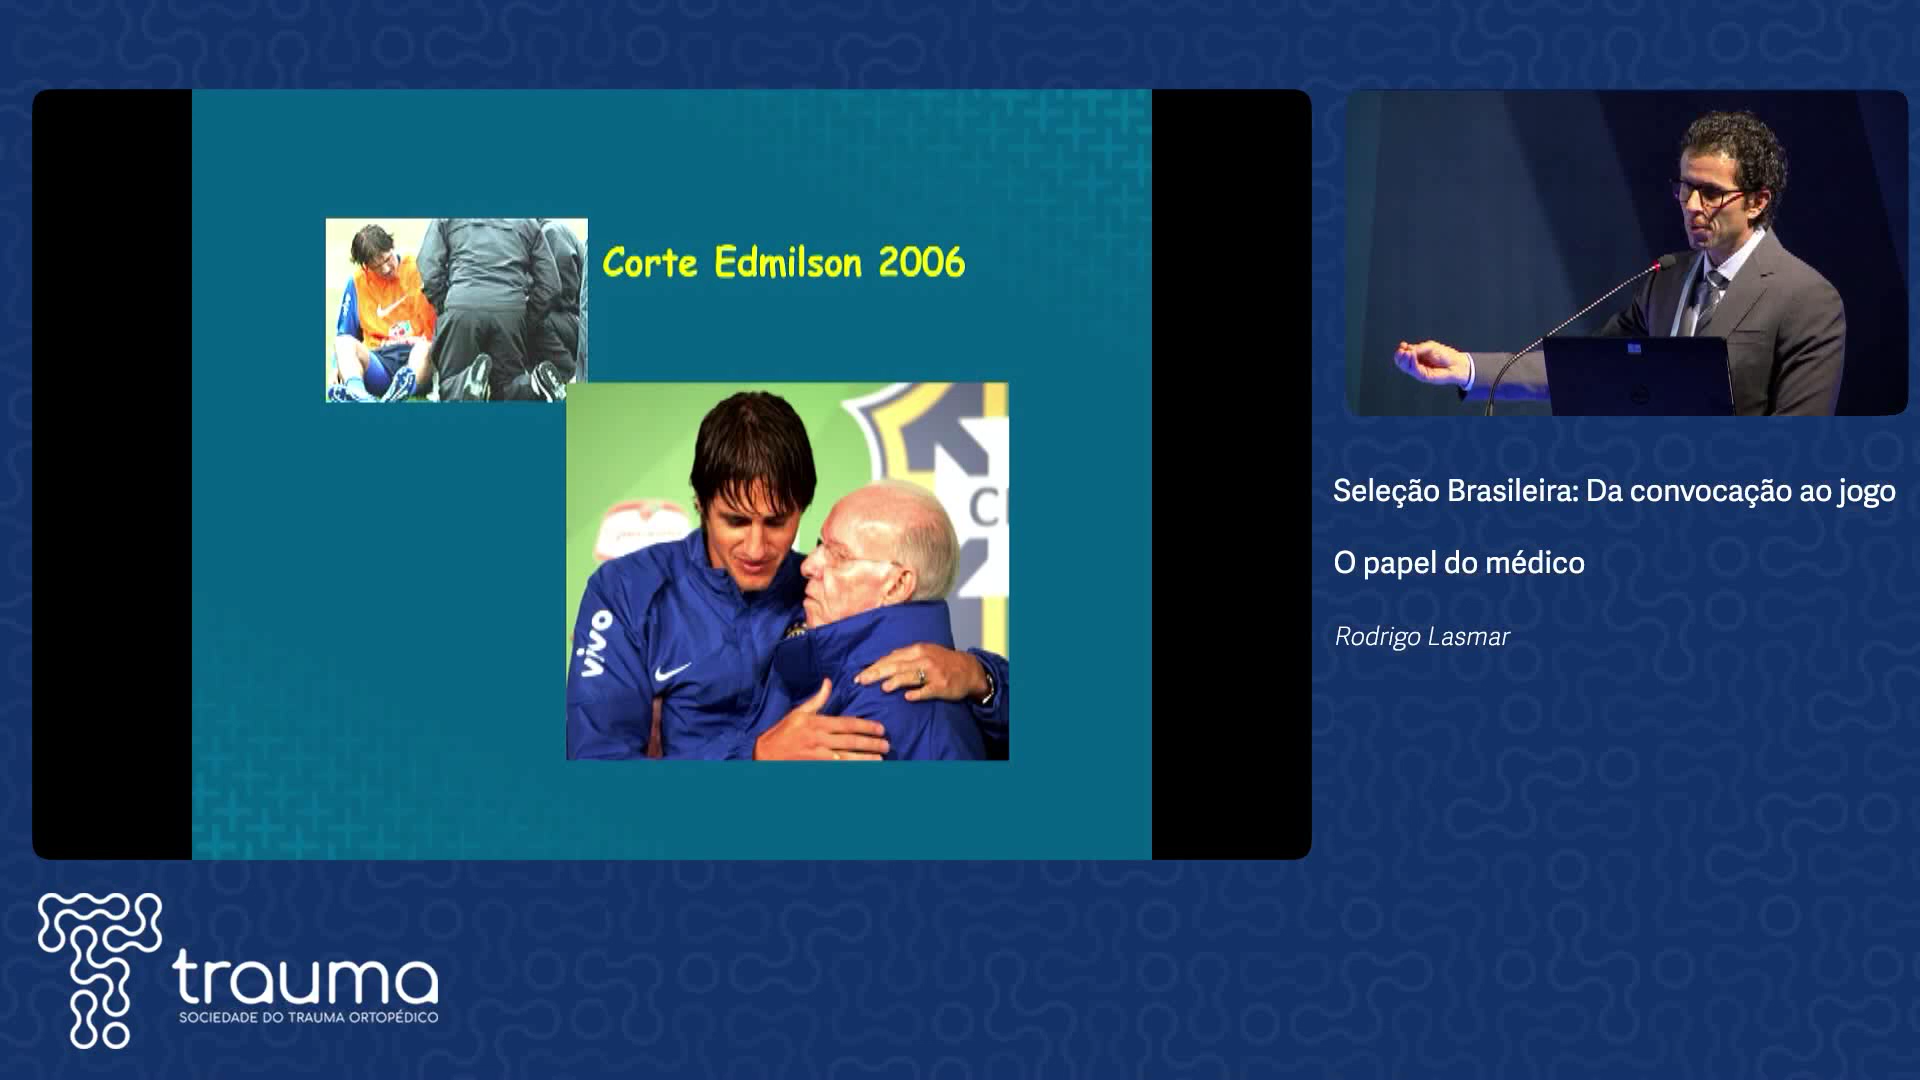 Corte Edmilson 2006
vivo
C
Seleção Brasileira: Da convocação ao jogo
O papel do médico
Rodrigo Lasmar
trauma
SOCIEDADE DO TRAUMA ORTOPÉDICO